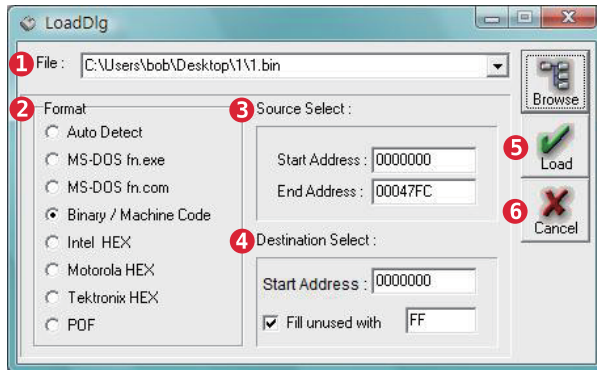 LoadDlg
1 File : C:\Users\bob\Desktop\1\1.bin
Browse
2 Format
Auto Detect
MS-DOS fn.exe
MS-DOS fn.com
Binary / Machine Code
Intel HEX
Motorola HEX
Tektronix HEX
POF
3 Source Select :
Start Address : 0000000
End Address : 00047FC
4 Destination Select :
Start Address : 0000000
Fill unused with FF
5 Load
6 Cancel